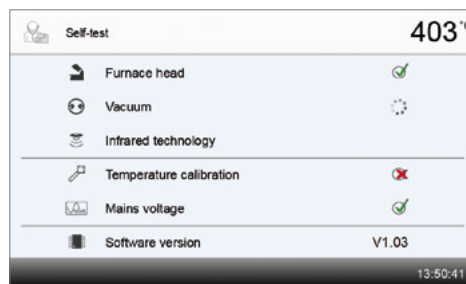 Self-test 403 °C
Furnace head
Vacuum
Infrared technology
Temperature calibration
Mains voltage
Software version V1.03
13:50:41